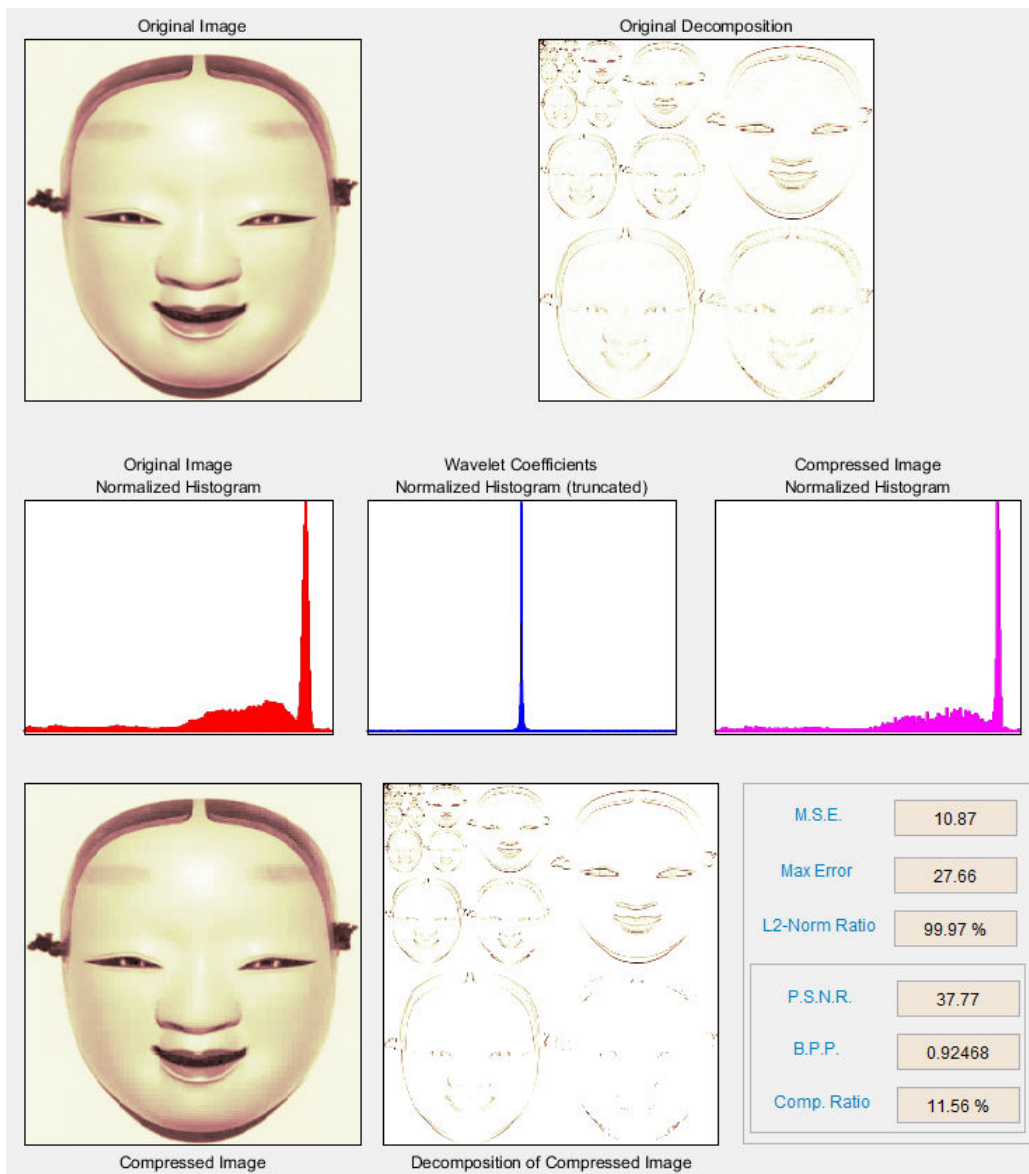 Original Image
Original Decomposition
Original Image
Normalized Histogram
Wavelet Coefficients
Normalized Histogram (truncated)
Compressed Image
Normalized Histogram
M.S.E. 10.87
Max Error 27.66
L2-Norm Ratio 99.97 %
P.S.N.R. 37.77
B.P.P. 0.92468
Comp. Ratio 11.56 %
Compressed Image
Decomposition of Compressed Image